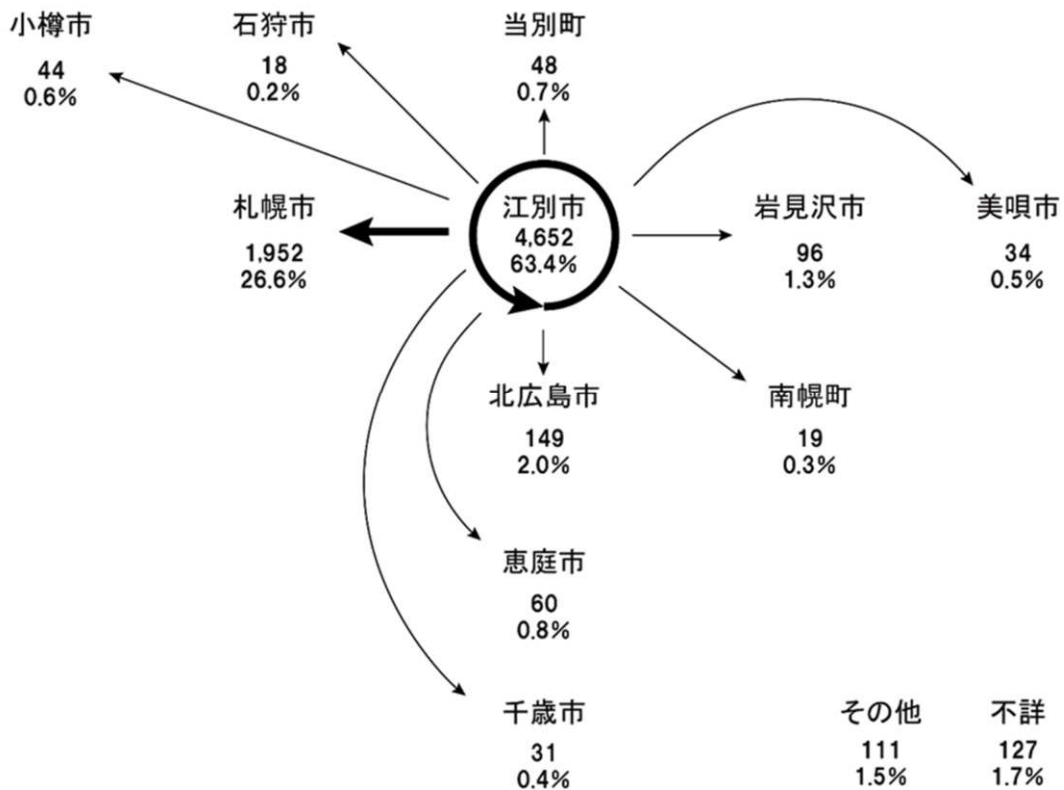 小樽市
44
0.6%
石狩市
18
0.2%
当別町
48
0.7%
札幌市
1,952
26.6%
江別市
4,652
63.4%
岩見沢市
96
1.3%
美唄市
34
0.5%
北広島市
149
2.0%
南幌町
19
0.3%
恵庭市
60
0.8%
千歳市
31
0.4%
その他
111
1.5%
不詳
127
1.7%